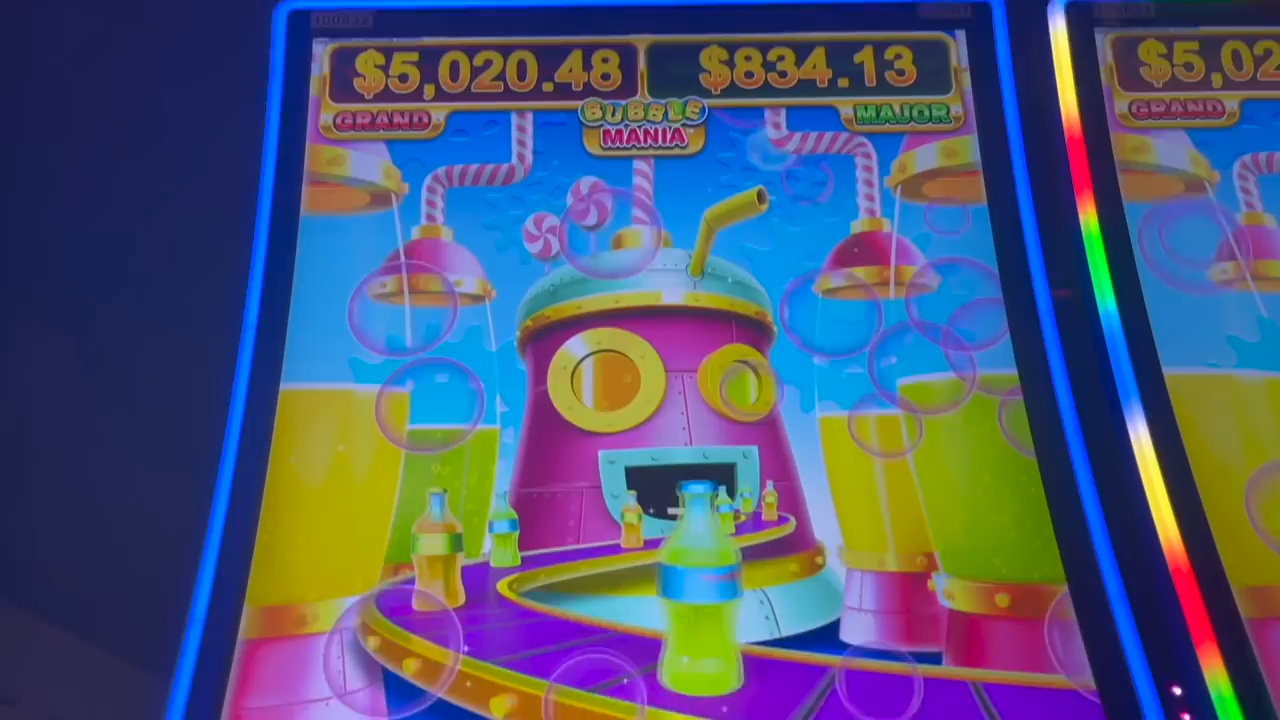 $5,020.48
$834.13
GRAND
BUBBLE
MANIA
MAJOR
$5,02
GRAND